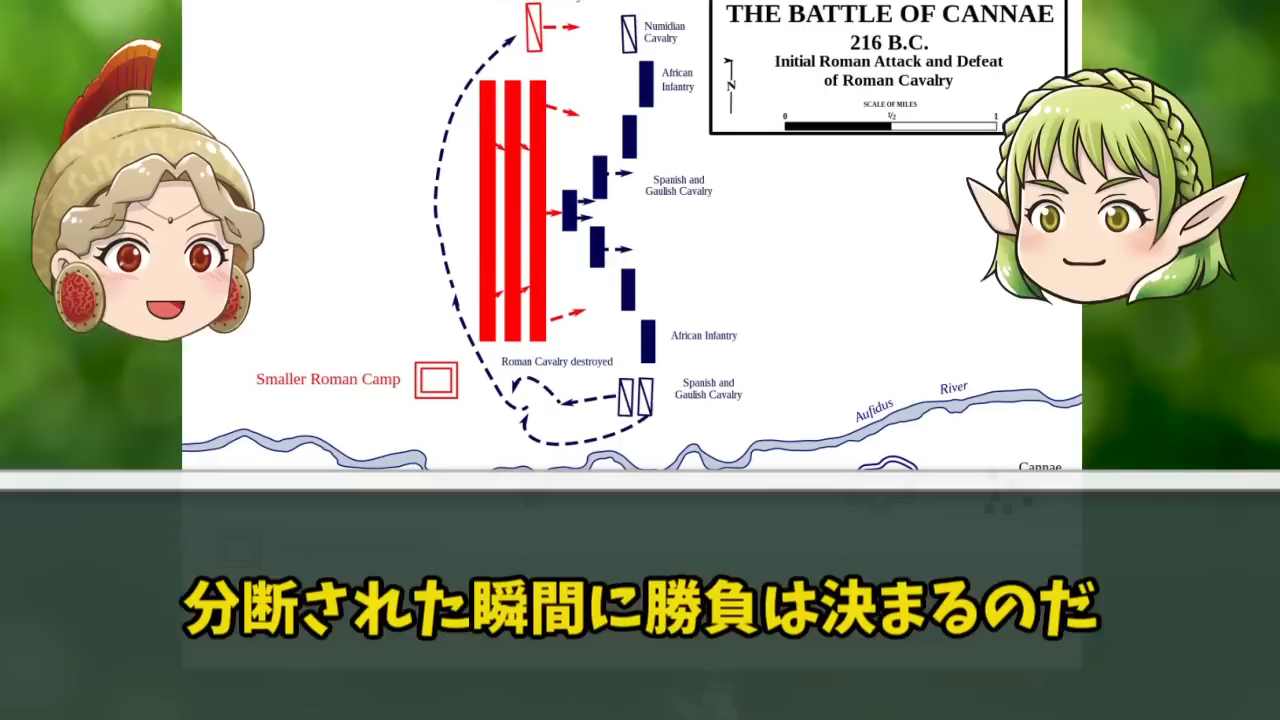 THE BATTLE OF CANNAE
216 B.C.
Initial Roman Attack and Defeat
of Roman Cavalry
N
SCALE OF MILES
0 1/2 1
Numidian
Cavalry
African
Infantry
Spanish and
Gaulish Cavalry
African Infantry
Roman Cavalry destroyed
Spanish and
Gaulish Cavalry
Smaller Roman Camp
Aufidus River
Cannae
分断された瞬間に勝負は決まるのだ